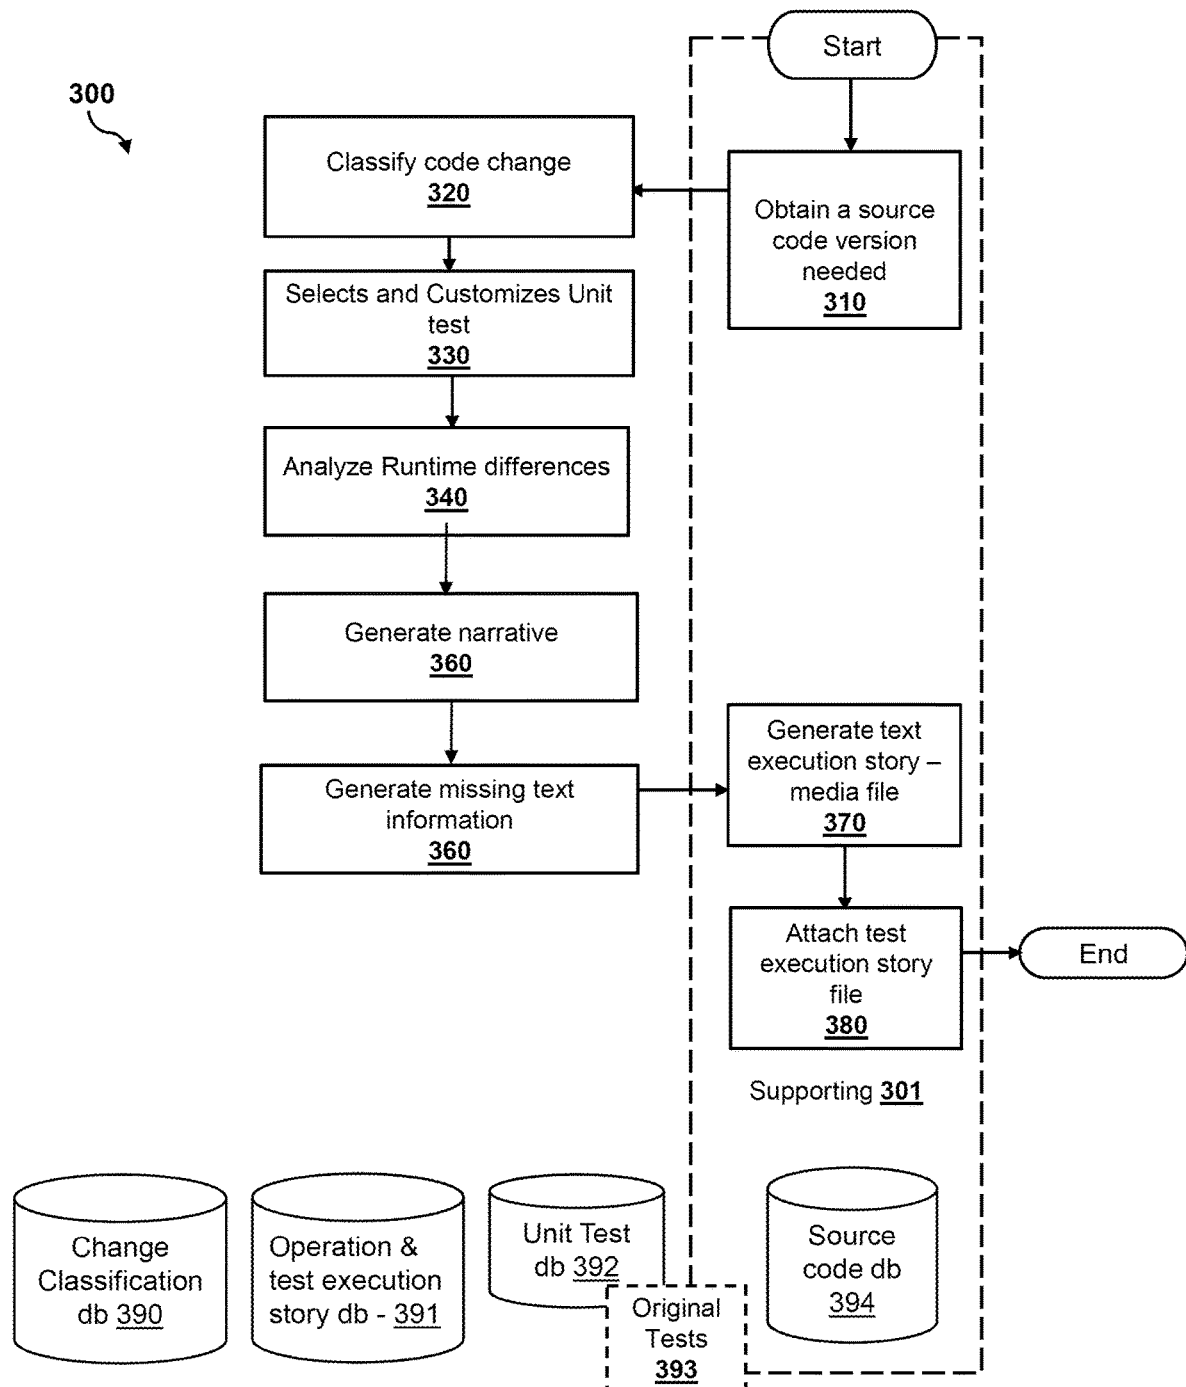 Start
300
Classify code change
320
Obtain a source
code version
needed
310
Selects and Customizes Unit
test
330
Analyze Runtime differences
340
Generate narrative
360
Generate missing text
information
360
Generate text
execution story –
media file
370
Attach test
execution story
file
380
End
Supporting 301
Change
Classification
db 390
Operation &
test execution
story db - 391
Unit Test
db 392
Original
Tests
393
Source
code db
394